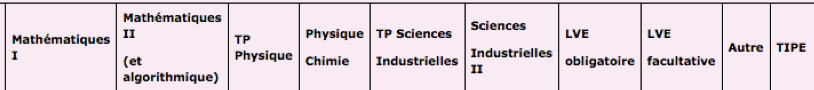 Mathématiques
I
Mathématiques
II
(et
algorithmique)
TP
Physique
Physique
Chimie
TP Sciences
Industrielles
Sciences
Industrielles
II
LVE
obligatoire
LVE
facultative
Autre
TIPE